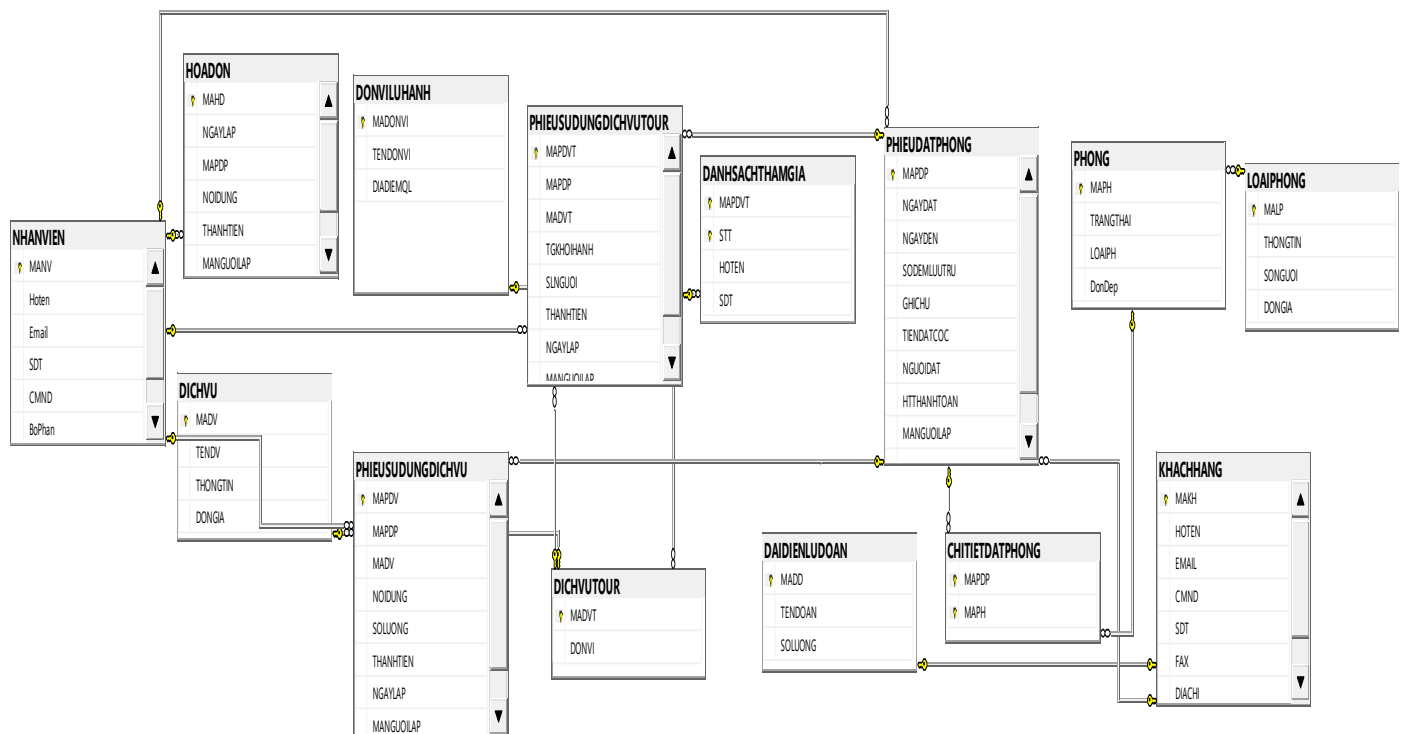 HOADON
MAHD
NGAYLAP
MAPDP
NOIDUNG
THANHTIEN
MANGUOILAP
DONVILUHANH
MADONVI
TENDONVI
DIADIEMQL
PHIEUSUDUNGDICHVUTOUR
MAPDVT
MAPDP
MADVT
TGKHOIHANH
SLNGUOI
THANHTIEN
NGAYLAP
MANGUOILAP
DANHSACHTHAMGIA
MAPDVT
STT
HOTEN
SDT
PHIEUDATPHONG
MAPDP
NGAYDAT
NGAYDEN
SODEMLUUTRU
GHICHU
TIENDATCOC
NGUOIDAT
HTTHANHTOAN
MANGUOILAP
PHONG
MAPH
TRANGTHAI
LOAIPH
DonDep
LOAIPHONG
MALP
THONGTIN
SONGUOI
DONGIA
NHANVIEN
MANV
Hoten
Email
SDT
CMND
BoPhan
DICHVU
MADV
TENDV
THONGTIN
DONGIA
PHIEUSUDUNGDICHVU
MAPDV
MAPDP
MADV
NOIDUNG
SOLUONG
THANHTIEN
NGAYLAP
MANGUOILAP
DICHVUTOUR
MADVT
DONVI
DAIDIENLUDOAN
MADD
TENDOAN
SOLUONG
CHITIETDATPHONG
MAPDP
MAPH
KHACHHANG
MAKH
HOTEN
EMAIL
CMND
SDT
FAX
DIACHI